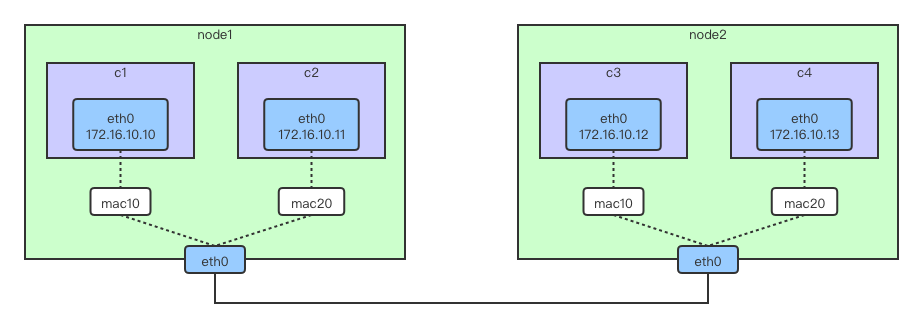 node1
c1
c2
eth0
172.16.10.10
eth0
172.16.10.11
mac10
mac20
eth0
node2
c3
c4
eth0
172.16.10.12
eth0
172.16.10.13
mac10
mac20
eth0